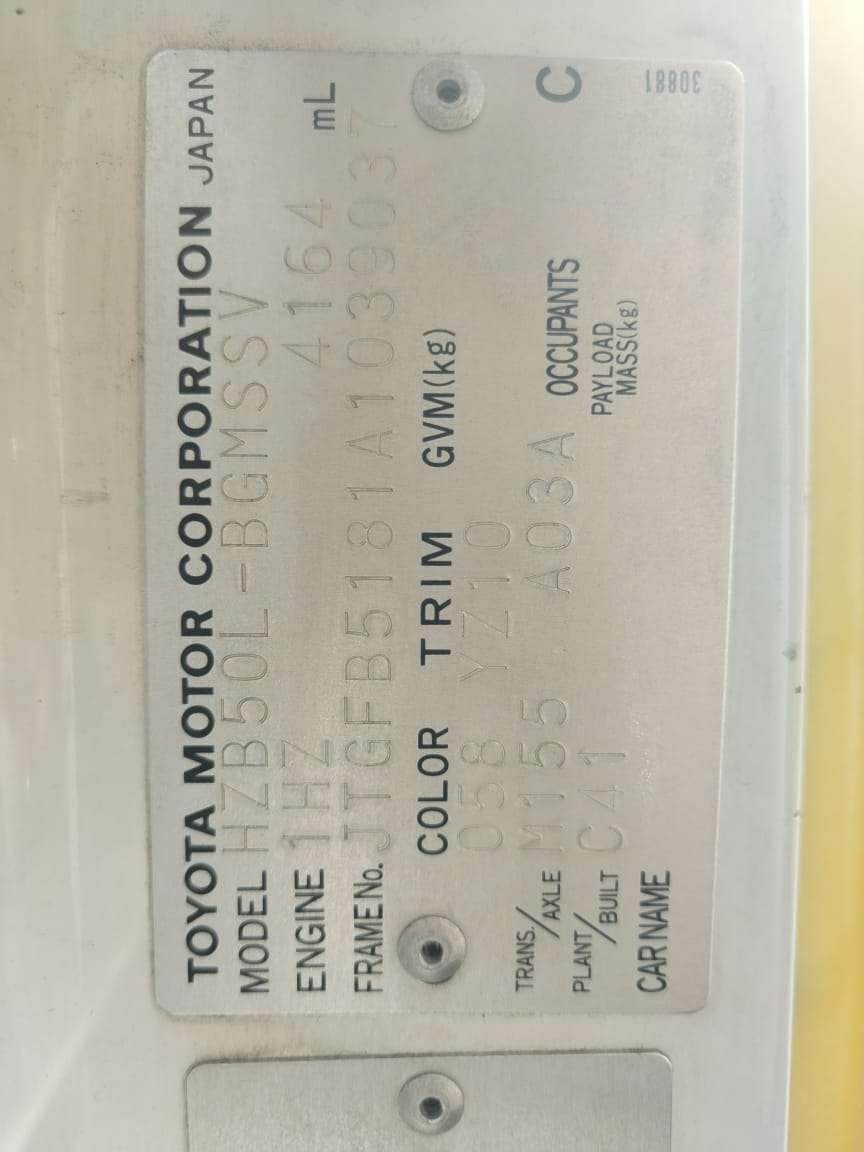 TOYOTA MOTOR CORPORATION JAPAN
MODEL HZB50L-BGMSSV
ENGINE 1HZ 4164 mL
FRAME No. JTGFB5181A1039037
COLOR TRIM GVM(kg)
058 YZ10
TRANS./AXLE M155 A03A OCCUPANTS C
PLANT/BUILT C41 PAYLOAD MASS(kg)
CAR NAME
30881